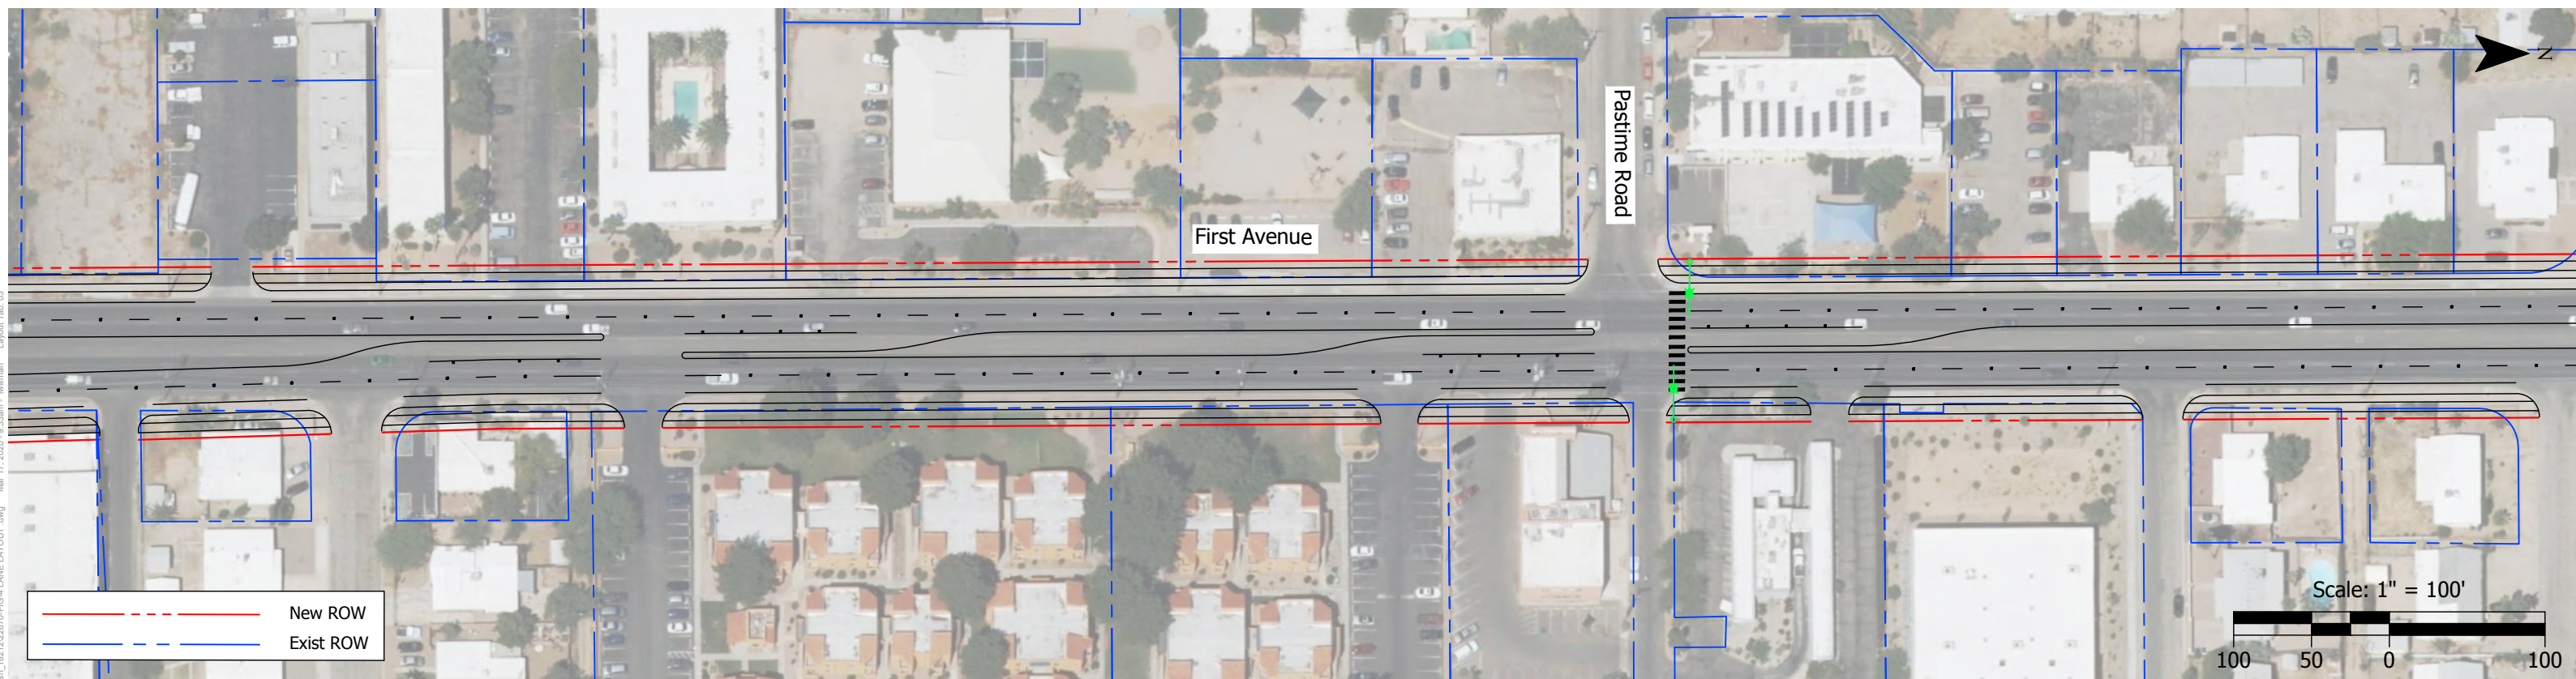 N
Pastime Road
First Avenue
New ROW
Exist ROW
Scale: 1" = 100'
100 50 0 100